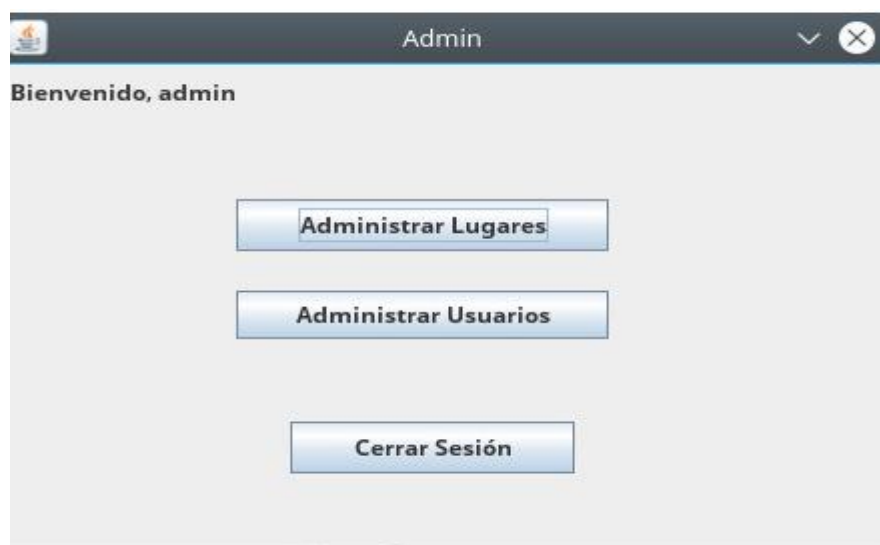 Admin
Bienvenido, admin
Administrar Lugares
Administrar Usuarios
Cerrar Sesión